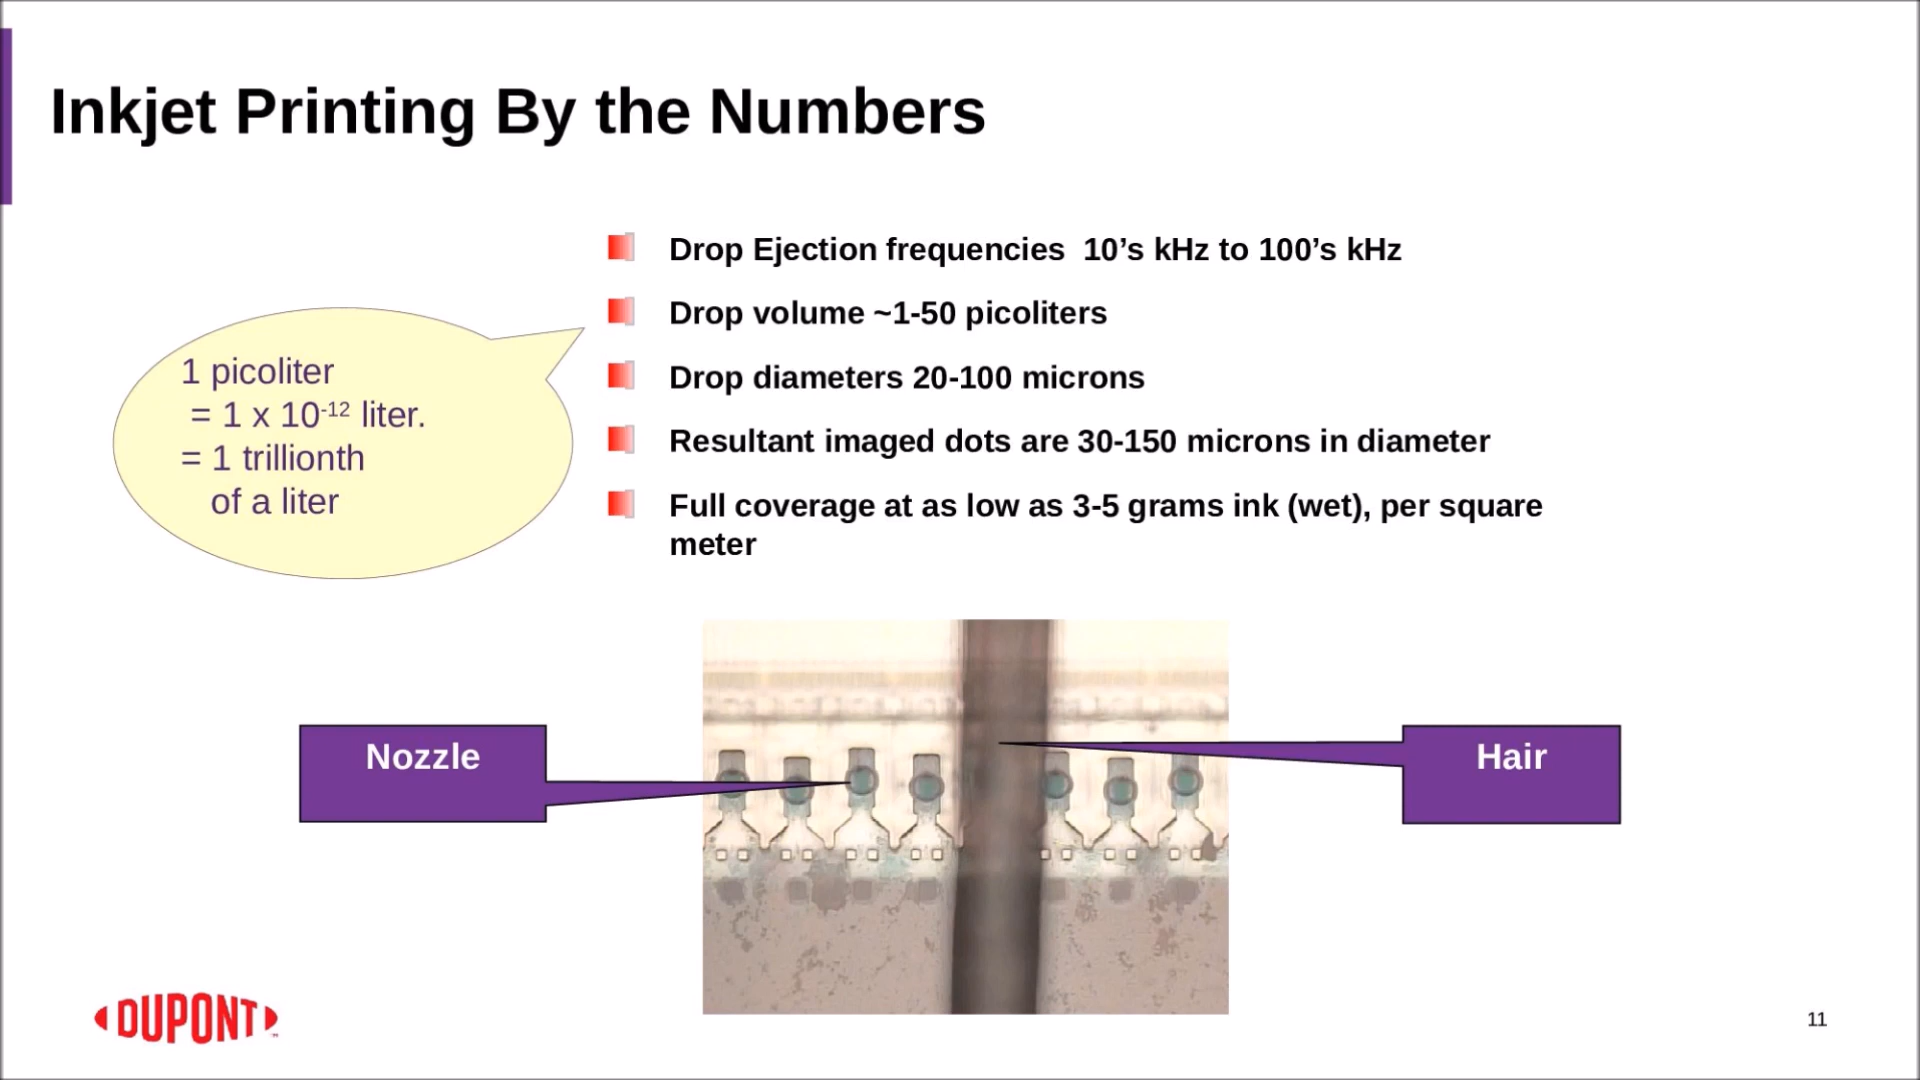 Inkjet Printing By the Numbers
Drop Ejection frequencies  10’s kHz to 100’s kHz
Drop volume ~1-50 picoliters
Drop diameters 20-100 microns
Resultant imaged dots are 30-150 microns in diameter
Full coverage at as low as 3-5 grams ink (wet), per square
meter
1 picoliter
= 1 x 10⁻¹² liter.
= 1 trillionth
of a liter
Nozzle
Hair
DUPONT™
11